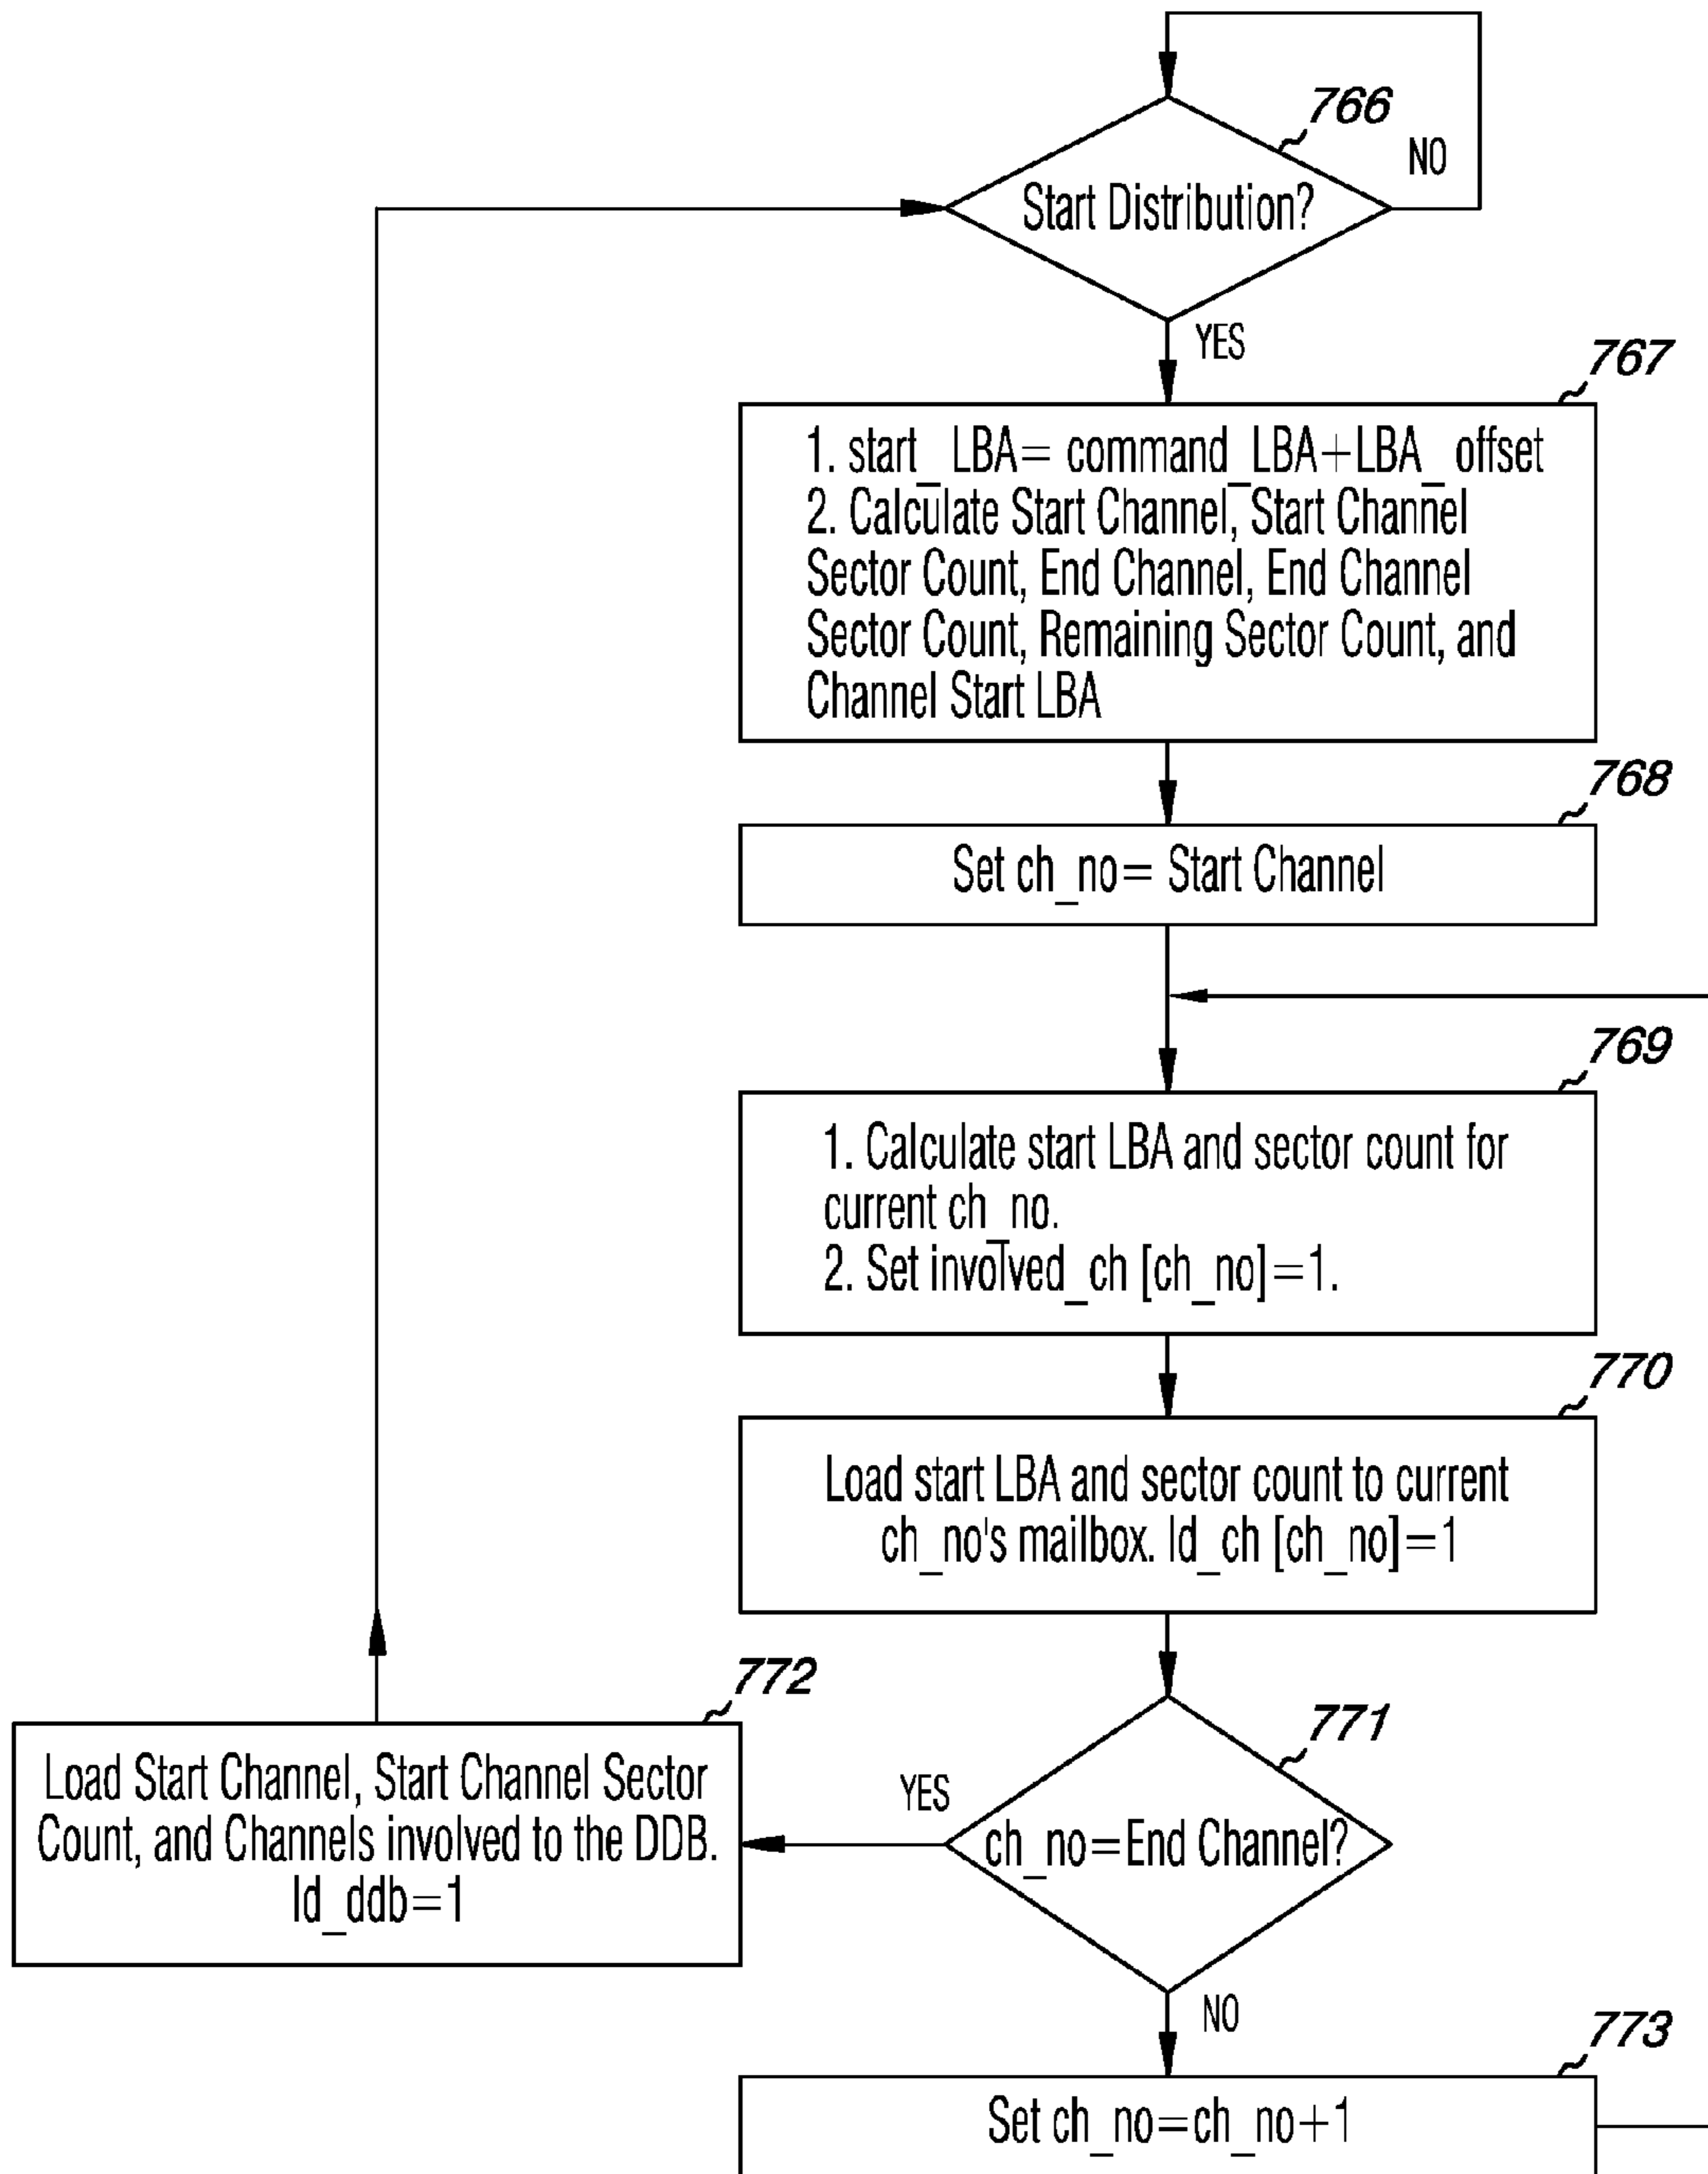 766
NO
Start Distribution?
YES
767
1. start_ LBA= command_LBA+LBA_ offset
2. Calculate Start Channel, Start Channel
Sector Count, End Channel, End Channel
Sector Count, Remaining Sector Count, and
Channel Start LBA
768
Set ch_no= Start Channel
769
1. Calculate start LBA and sector count for
current ch_no.
2. Set involved_ch [ch_no]=1.
770
Load start LBA and sector count to current
ch_no's mailbox. ld_ch [ch_no]=1
772
Load Start Channel, Start Channel Sector
Count, and Channels involved to the DDB.
ld_ddb=1
771
YES
ch_no=End Channel?
NO
773
Set ch_no=ch_no+1